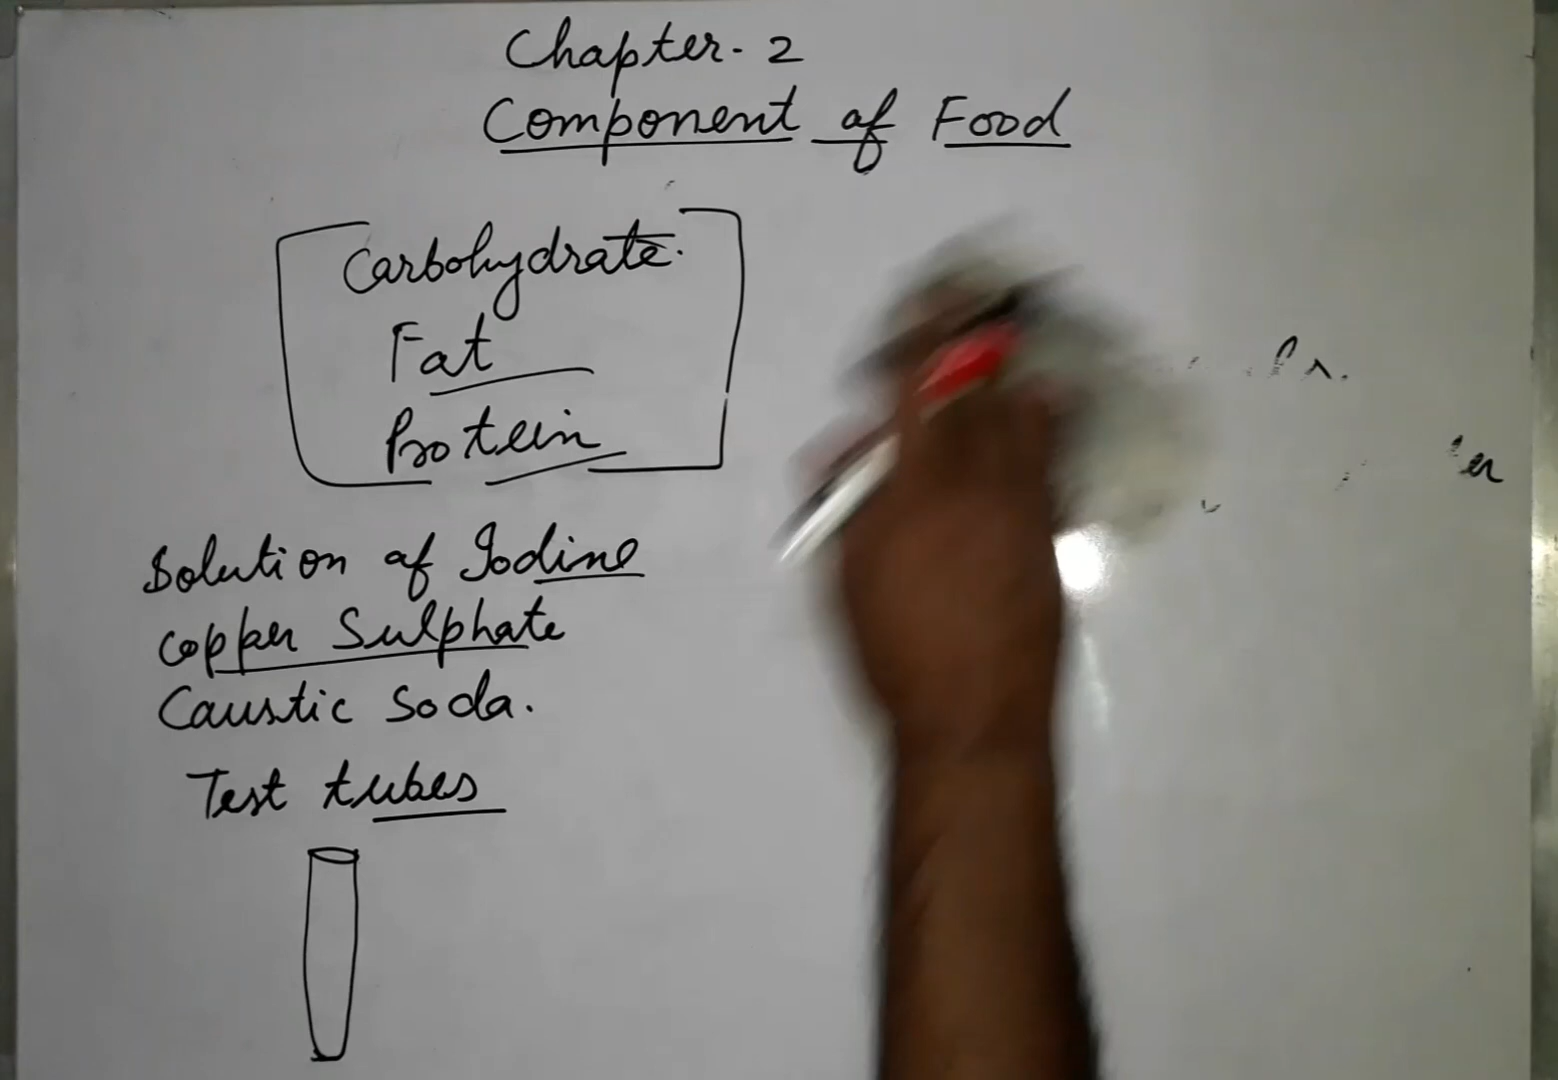 Chapter-2
Component of Food
Carbohydrate.
Fat
Protein
Solution of Iodine
Copper Sulphate
Caustic Soda.
Test tubes